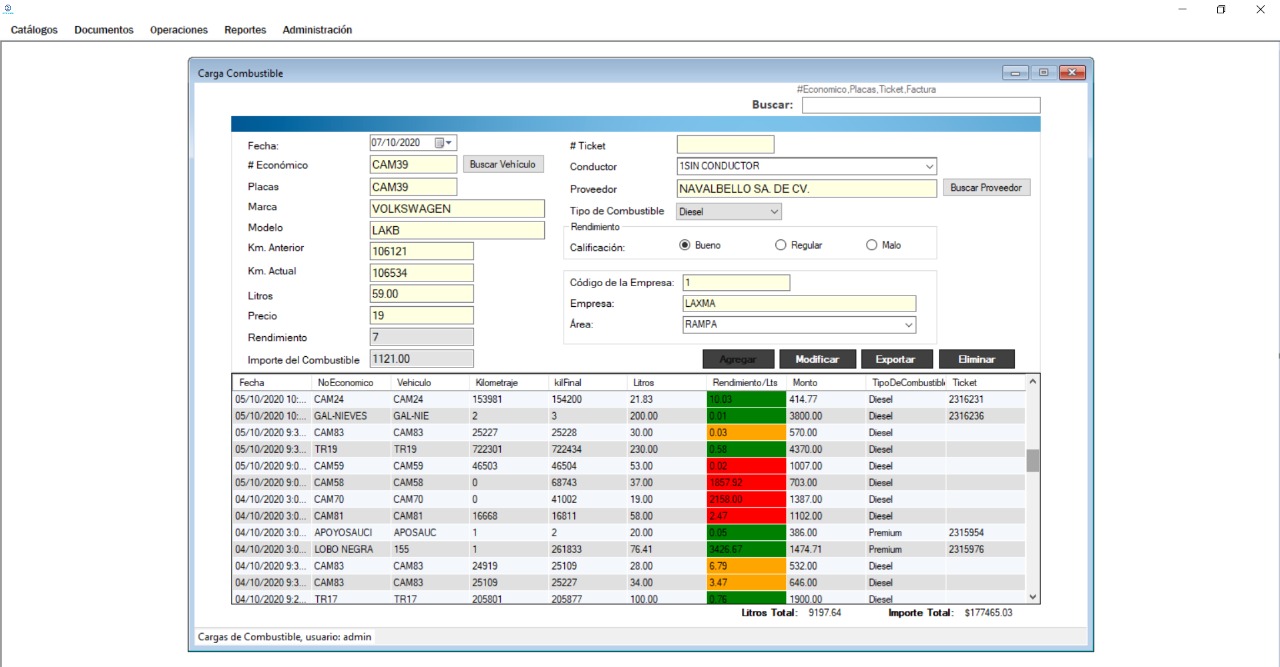 Catálogos Documentos Operaciones Reportes Administración
Carga Combustible
#Economico,Placas,Ticket,Factura
Buscar:
Fecha: 07/10/2020 # Ticket
# Económico CAM39 Buscar Vehículo Conductor 1SIN CONDUCTOR
Placas CAM39 Proveedor NAVALBELLO SA. DE CV. Buscar Proveedor
Marca VOLKSWAGEN Tipo de Combustible Diesel
Modelo LAKB Rendimiento
Km. Anterior 106121 Calificación: Bueno Regular Malo
Km. Actual 106534 Código de la Empresa: 1
Litros 59.00 Empresa: LAXMA
Precio 19 Área: RAMPA
Rendimiento 7
Importe del Combustible 1121.00 Agregar Modificar Exportar Eliminar
Fecha NoEconomico Vehiculo Kilometraje kilFinal Litros Rendimiento/Lts Monto TipoDeCombustible Ticket
05/10/2020 10:... CAM24 CAM24 153981 154200 21.83 10.03 414.77 Diesel 2316231
05/10/2020 10:... GAL-NIEVES GAL-NIE 2 3 200.00 0.01 3800.00 Diesel 2316236
05/10/2020 9:3... CAM83 CAM83 25227 25228 30.00 0.03 570.00 Diesel
05/10/2020 9:3... TR19 TR19 722301 722434 230.00 0.58 4370.00 Diesel
05/10/2020 9:0... CAM59 CAM59 46503 46504 53.00 0.02 1007.00 Diesel
05/10/2020 9:0... CAM58 CAM58 0 68743 37.00 1857.92 703.00 Diesel
04/10/2020 3:0... CAM70 CAM70 0 41002 19.00 2158.00 1387.00 Diesel
04/10/2020 3:0... CAM81 CAM81 16668 16811 58.00 2.47 1102.00 Diesel
04/10/2020 3:0... APOYOSAUCI APOSAUC 1 2 20.00 0.05 386.00 Premium 2315954
04/10/2020 3:0... LOBO NEGRA 155 1 261833 76.41 3426.67 1474.71 Premium 2315976
04/10/2020 9:3... CAM83 CAM83 24919 25109 28.00 6.79 532.00 Diesel
04/10/2020 9:3... CAM83 CAM83 25109 25227 34.00 3.47 646.00 Diesel
04/10/2020 9:2... TR17 TR17 205801 205877 100.00 0.76 1900.00 Diesel
Litros Total: 9197.64 Importe Total: $177465.03
Cargas de Combustible, usuario: admin